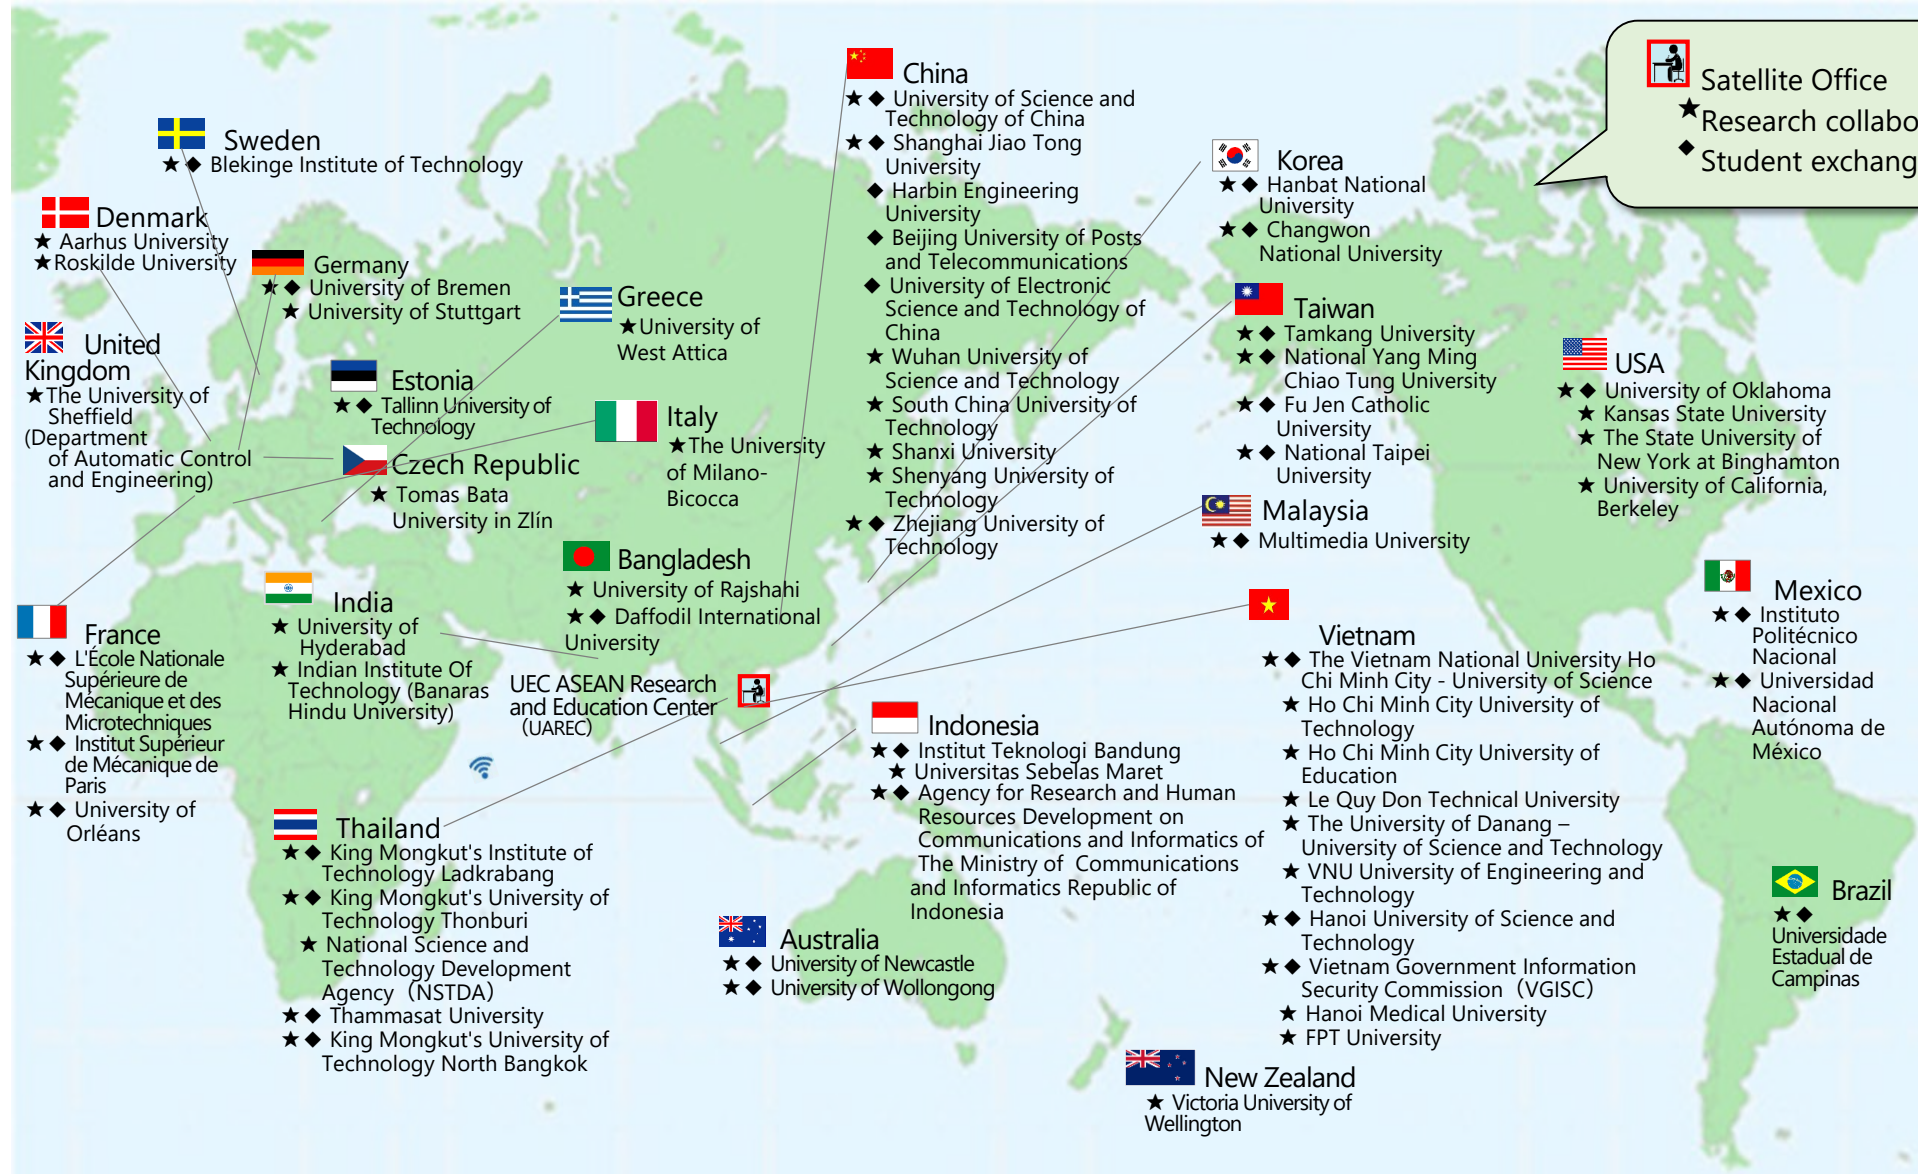 Satellite Office
★Research collabo
◆Student exchang
Sweden
★◆ Blekinge Institute of Technology
Denmark
★ Aarhus University
★Roskilde University
Germany
★◆ University of Bremen
★ University of Stuttgart
United
Kingdom
★The University of
Sheffield
(Department
of Automatic Control
and Engineering)
Estonia
★◆ Tallinn University of
Technology
Greece
★University of
West Attica
Italy
★The University
of Milano-
Bicocca
Czech Republic
★ Tomas Bata
University in Zlín
France
★◆ L'École Nationale
Supérieure de
Mécanique et des
Microtechniques
★◆ Institut Supérieur
de Mécanique de
Paris
★◆ University of
Orléans
India
★ University of
Hyderabad
★ Indian Institute Of
Technology (Banaras
Hindu University)
Bangladesh
★ University of Rajshahi
★◆ Daffodil International
University
UEC ASEAN Research
and Education Center
(UAREC)
Thailand
★◆ King Mongkut's Institute of
Technology Ladkrabang
★◆ King Mongkut's University of
Technology Thonburi
★ National Science and
Technology Development
Agency（NSTDA）
★◆ Thammasat University
★◆ King Mongkut's University of
Technology North Bangkok
China
★◆ University of Science and
Technology of China
★◆ Shanghai Jiao Tong
University
◆ Harbin Engineering
University
◆ Beijing University of Posts
and Telecommunications
◆ University of Electronic
Science and Technology of
China
★ Wuhan University of
Science and Technology
★ South China University of
Technology
★ Shanxi University
★ Shenyang University of
Technology
★◆ Zhejiang University of
Technology
Korea
★◆ Hanbat National
University
★◆ Changwon
National University
Taiwan
★◆ Tamkang University
★◆ National Yang Ming
Chiao Tung University
★◆ Fu Jen Catholic
University
★◆ National Taipei
University
Malaysia
★◆ Multimedia University
Indonesia
★◆ Institut Teknologi Bandung
★ Universitas Sebelas Maret
★◆ Agency for Research and Human
Resources Development on
Communications and Informatics of
The Ministry of Communications
and Informatics Republic of
Indonesia
Australia
★◆ University of Newcastle
★◆ University of Wollongong
New Zealand
★ Victoria University of
Wellington
Vietnam
★◆ The Vietnam National University Ho
Chi Minh City - University of Science
★ Ho Chi Minh City University of
Technology
★ Ho Chi Minh City University of
Education
★ Le Quy Don Technical University
★ The University of Danang –
University of Science and Technology
★ VNU University of Engineering and
Technology
★◆ Hanoi University of Science and
Technology
★◆ Vietnam Government Information
Security Commission（VGISC）
★ Hanoi Medical University
★ FPT University
USA
★◆ University of Oklahoma
★ Kansas State University
★ The State University of
New York at Binghamton
★ University of California,
Berkeley
Mexico
★◆ Instituto
Politécnico
Nacional
★◆ Universidad
Nacional
Autónoma de
México
Brazil
★◆
Universidade
Estadual de
Campinas